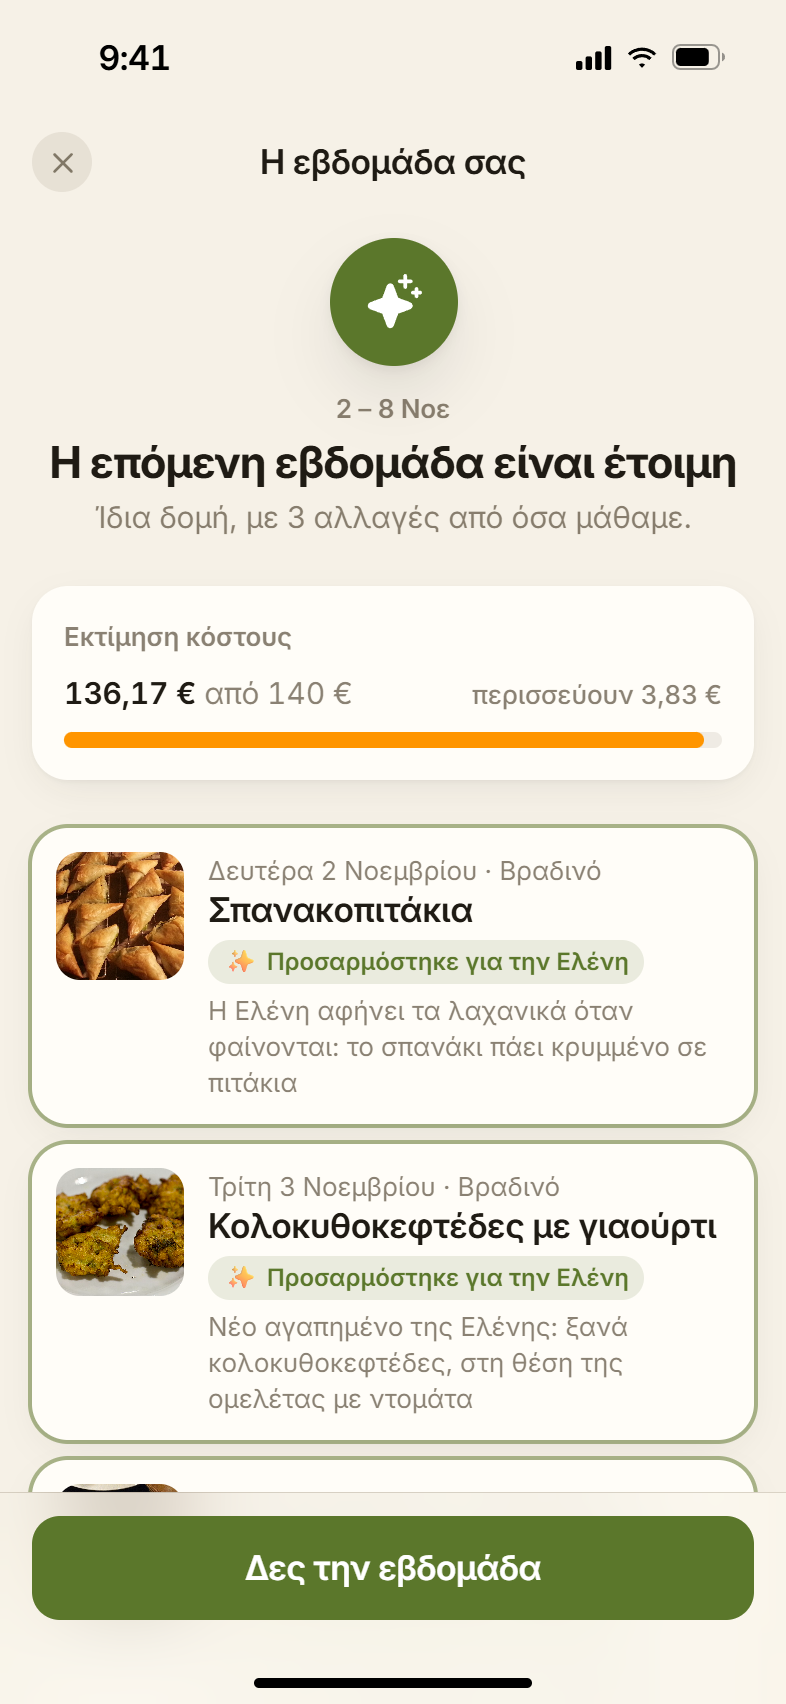 9:41
Η εβδομάδα σας
2 – 8 Νοε
Η επόμενη εβδομάδα είναι έτοιμη
Ίδια δομή, με 3 αλλαγές από όσα μάθαμε.
Εκτίμηση κόστους
136,17 € από 140 €
περισσεύουν 3,83 €
Δευτέρα 2 Νοεμβρίου · Βραδινό
Σπανακοπιτάκια
Προσαρμόστηκε για την Ελένη
Η Ελένη αφήνει τα λαχανικά όταν
φαίνονται: το σπανάκι πάει κρυμμένο σε
πιτάκια
Τρίτη 3 Νοεμβρίου · Βραδινό
Κολοκυθοκεφτέδες με γιαούρτι
Προσαρμόστηκε για την Ελένη
Νέο αγαπημένο της Ελένης: ξανά
κολοκυθοκεφτέδες, στη θέση της
ομελέτας με ντομάτα
Δες την εβδομάδα